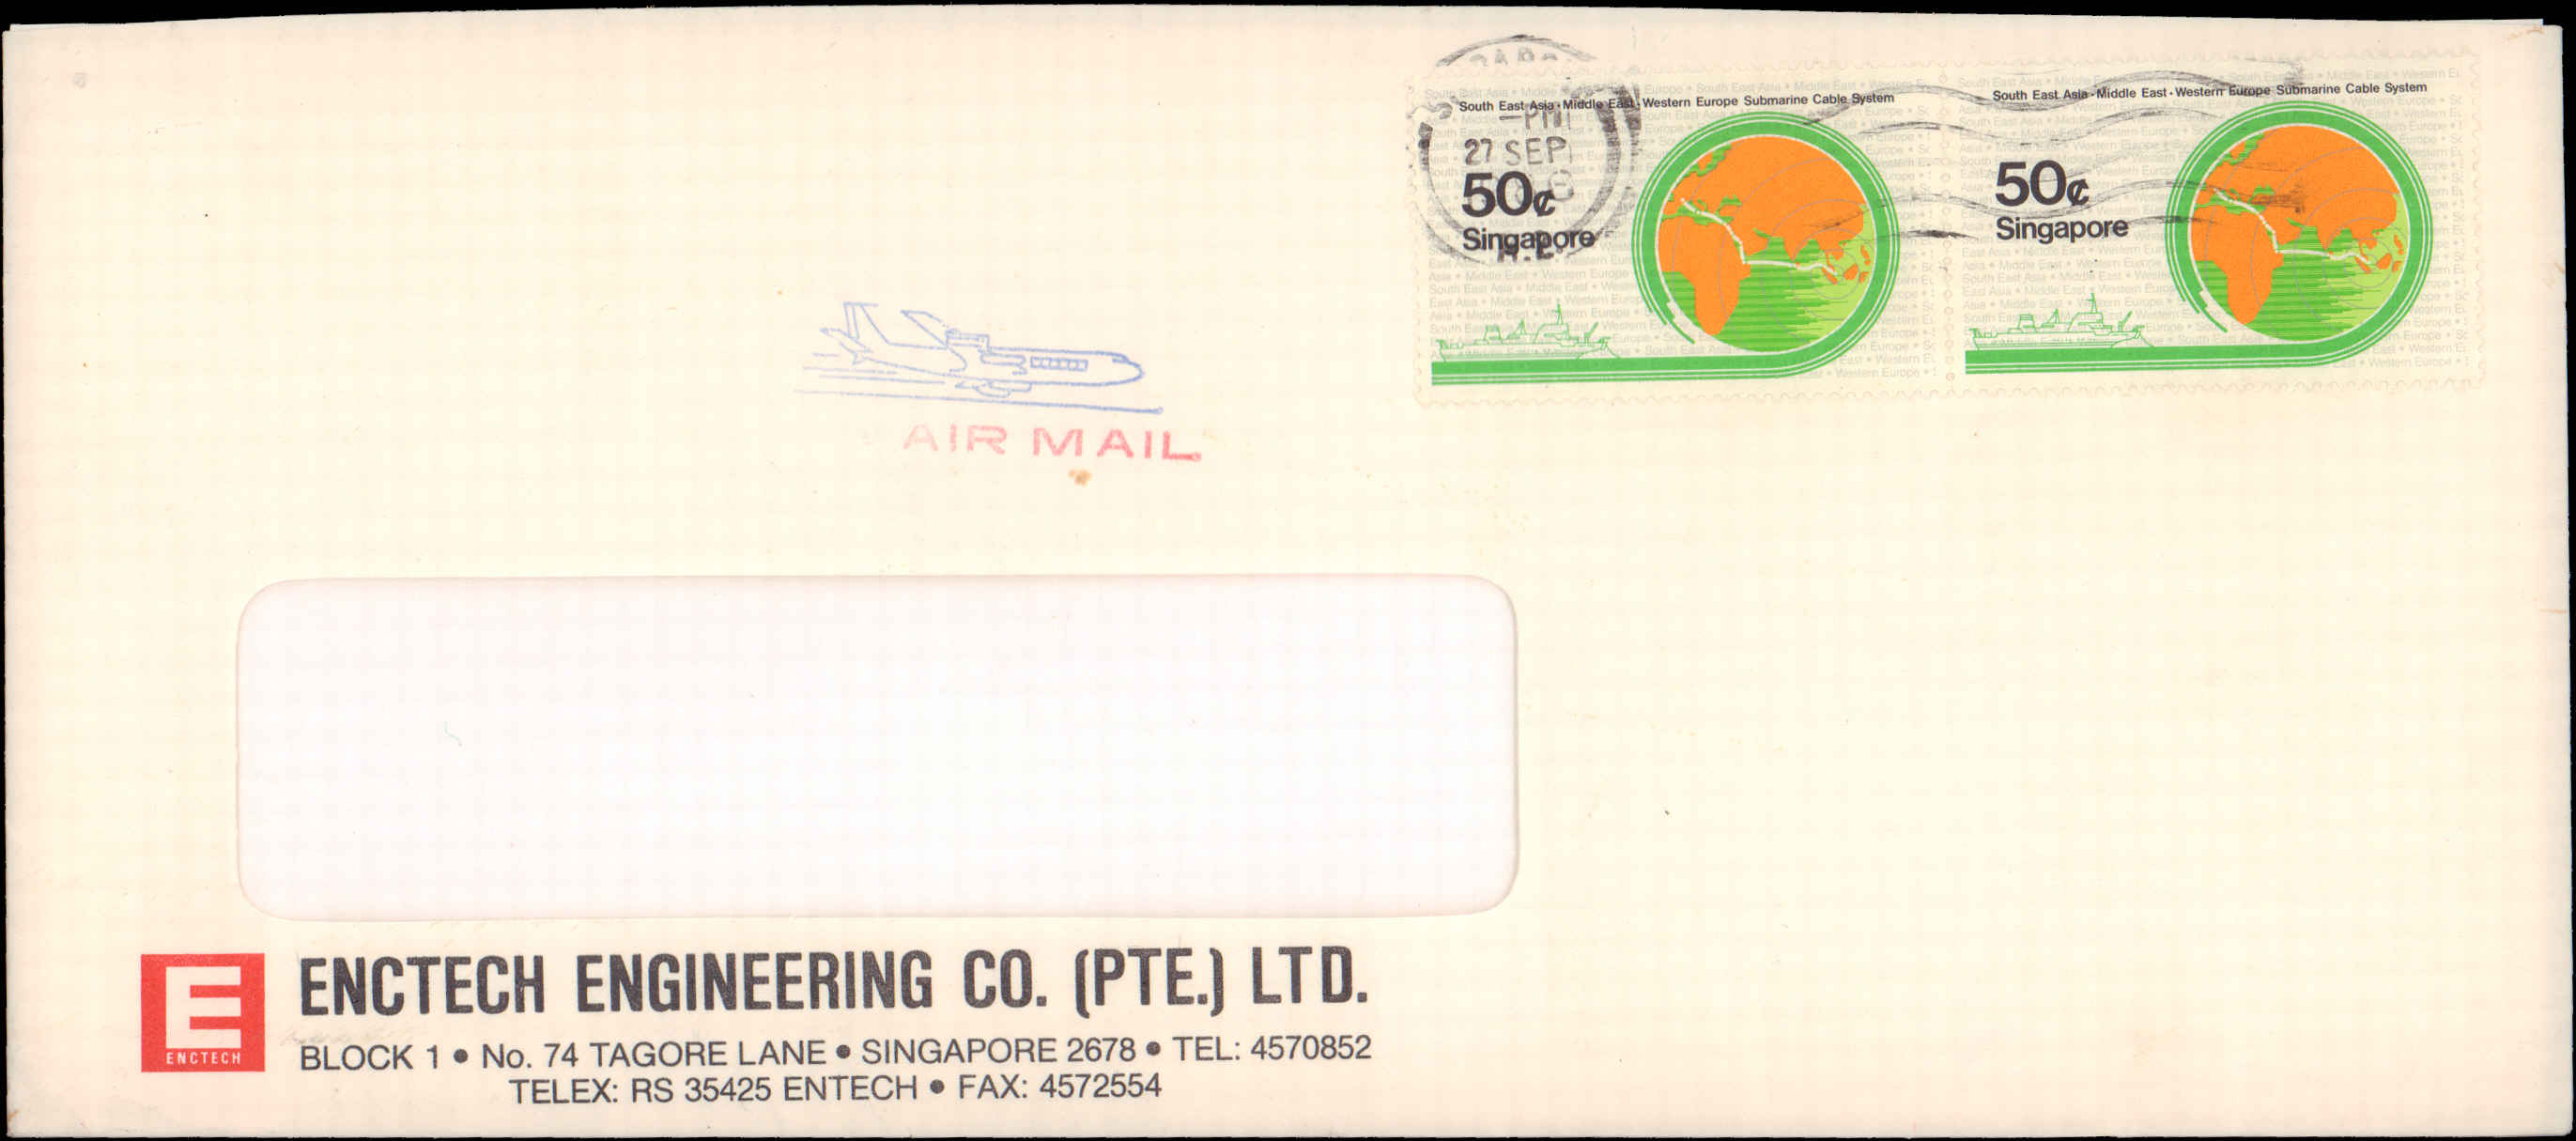 South East Asia • Middle East • Western Europe Submarine Cable System
PM
27 SEP
50¢
Singapore
South East Asia • Middle East • Western Europe Submarine Cable System
50¢
Singapore
AIR MAIL
ENCTECH ENGINEERING CO. (PTE.) LTD.
ENCTECH
BLOCK 1 • No. 74 TAGORE LANE • SINGAPORE 2678 • TEL: 4570852
TELEX: RS 35425 ENTECH • FAX: 4572554